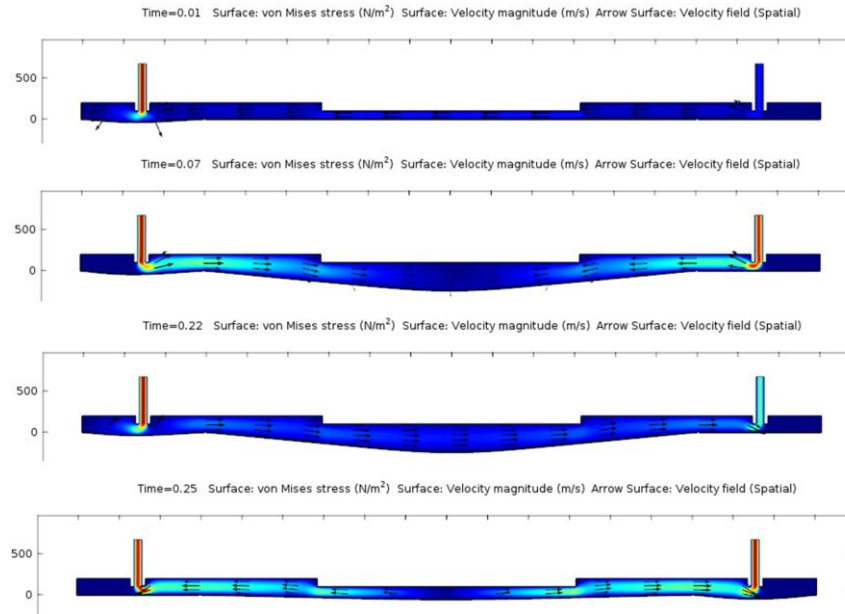 Time=0.01 Surface: von Mises stress (N/m²) Surface: Velocity magnitude (m/s) Arrow Surface: Velocity field (Spatial)
500
0
Time=0.07 Surface: von Mises stress (N/m²) Surface: Velocity magnitude (m/s) Arrow Surface: Velocity field (Spatial)
500
0
Time=0.22 Surface: von Mises stress (N/m²) Surface: Velocity magnitude (m/s) Arrow Surface: Velocity field (Spatial)
500
0
Time=0.25 Surface: von Mises stress (N/m²) Surface: Velocity magnitude (m/s) Arrow Surface: Velocity field (Spatial)
500
0